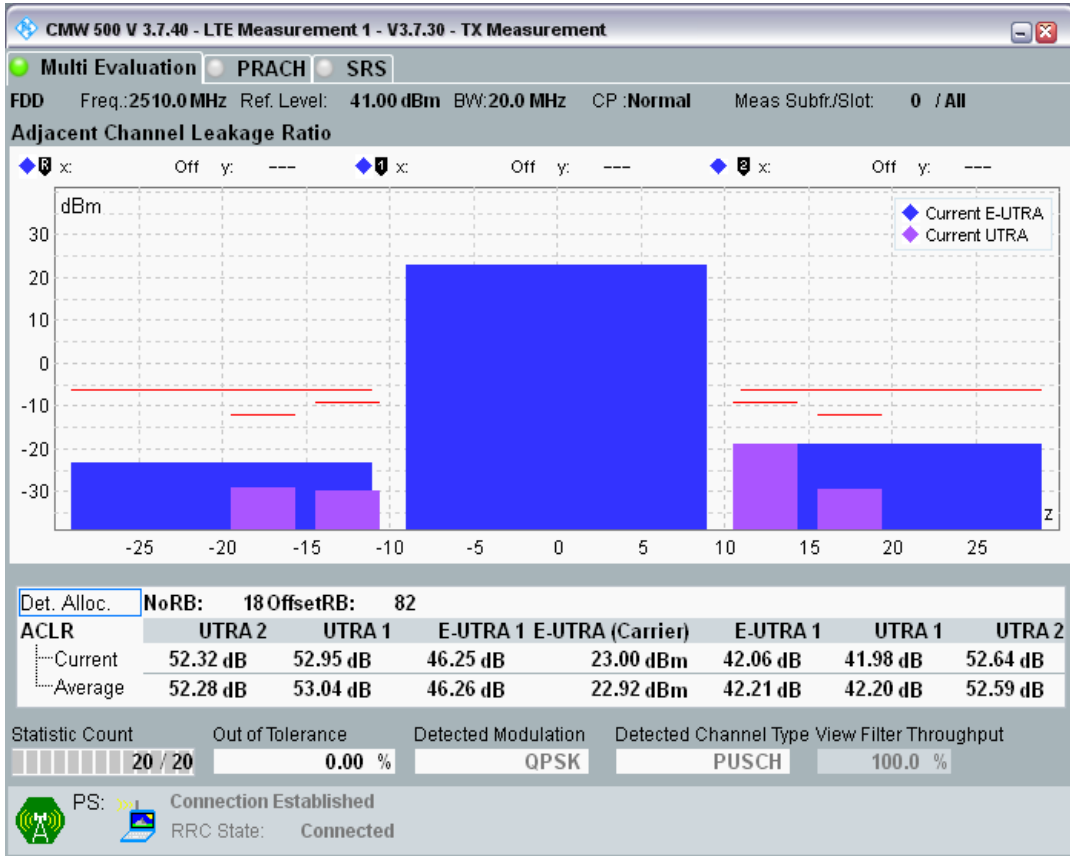 CMW 500 V 3.7.40 - LTE Measurement 1 - V3.7.30 - TX Measurement
Multi Evaluation PRACH SRS
FDD Freq.:2510.0 MHz Ref. Level: 41.00 dBm BW:20.0 MHz CP :Normal Meas Subfr./Slot: 0 / All
Adjacent Channel Leakage Ratio
R x: Off y: --- 1 x: Off y: --- 2 x: Off y: ---
dBm
Current E-UTRA
Current UTRA
30
20
10
0
-10
-20
-30
z
-25 -20 -15 -10 -5 0 5 10 15 20 25
Det. Alloc. NoRB: 18 OffsetRB: 82
ACLR UTRA 2 UTRA 1 E-UTRA 1 E-UTRA (Carrier) E-UTRA 1 UTRA 1 UTRA 2
Current 52.32 dB 52.95 dB 46.25 dB 23.00 dBm 42.06 dB 41.98 dB 52.64 dB
Average 52.28 dB 53.04 dB 46.26 dB 22.92 dBm 42.21 dB 42.20 dB 52.59 dB
Statistic Count Out of Tolerance Detected Modulation Detected Channel Type View Filter Throughput
20 / 20 0.00 % QPSK PUSCH 100.0 %
PS: Connection Established
RRC State: Connected